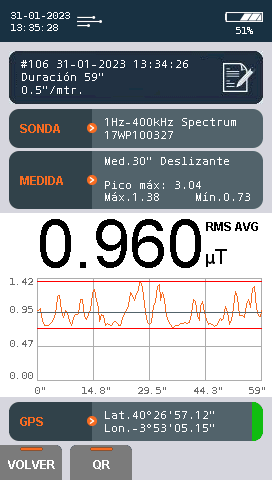 31-01-2023
13:35:28
51%
#106 31-01-2023 13:34:26
Duración 59"
0.5"/mtr.
SONDA
1Hz-400kHz Spectrum
17WP100327
MEDIDA
Med.30" Deslizante
Pico máx: 3.04
Máx.1.38 Mín.0.73
0.960 RMS AVG
µT
1.42
0.95
0.47
0.00
0" 14.8" 29.5" 44.3" 59"
GPS
Lat.40°26'57.12"
Lon.-3°53'05.15"
VOLVER QR